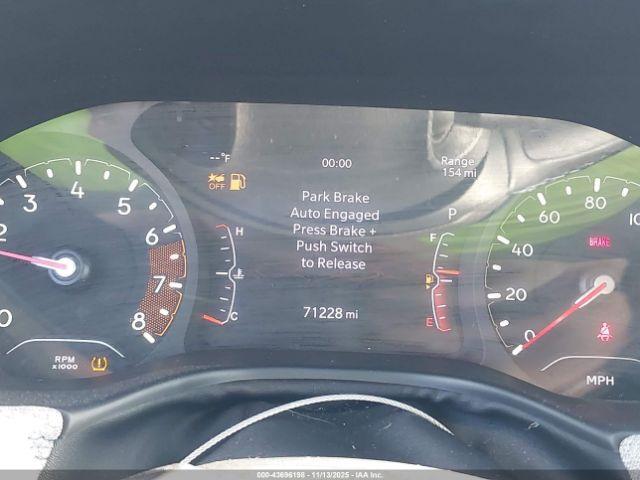 --°F
00:00
Range
154 mi
OFF
Park Brake
Auto Engaged
Press Brake +
Push Switch
to Release
P
H
C
F
E
71228 mi
0
2
3
4
5
6
7
8
RPM
x1000
0
20
40
60
80
10
BRAKE
MPH
000-43696198 - 11/13/2025 - IAA Inc.